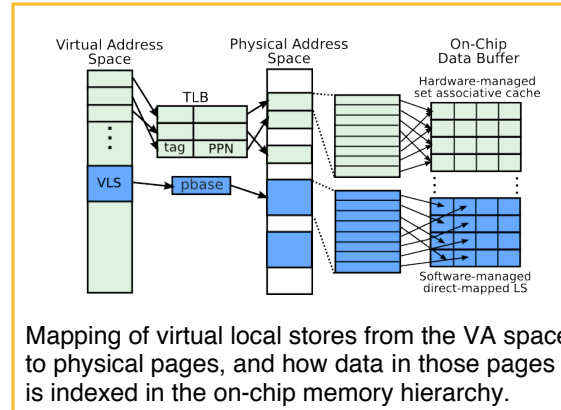 Virtual Address
Space
Physical Address
Space
On-Chip
Data Buffer
Hardware-managed
set associative cache
TLB
tag
PPN
VLS
pbase
Software-managed
direct-mapped LS
Mapping of virtual local stores from the VA space
to physical pages, and how data in those pages
is indexed in the on-chip memory hierarchy.